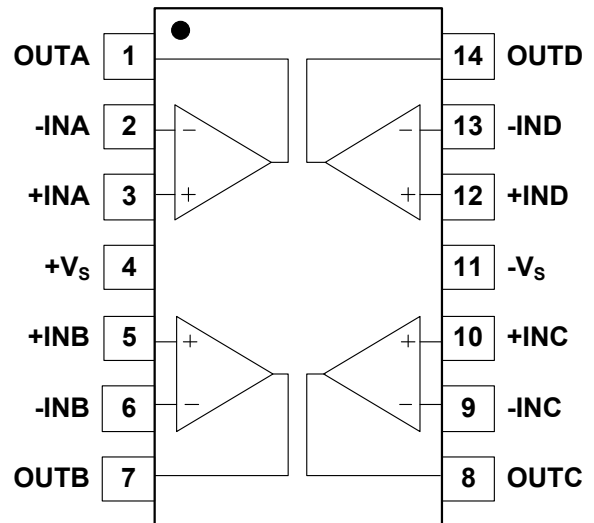 OUTA 1 14 OUTD
-INA 2 − − 13 -IND
+INA 3 + + 12 +IND
+VS 4 11 -VS
+INB 5 + + 10 +INC
-INB 6 − − 9 -INC
OUTB 7 8 OUTC